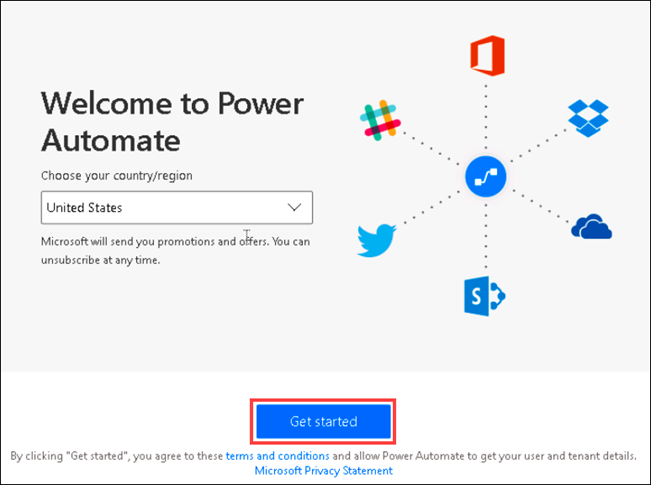 Welcome to Power
Automate
Choose your country/region
United States
Microsoft will send you promotions and offers. You can
unsubscribe at any time.
Get started
By clicking "Get started", you agree to these terms and conditions and allow Power Automate to get your user and tenant details.
Microsoft Privacy Statement